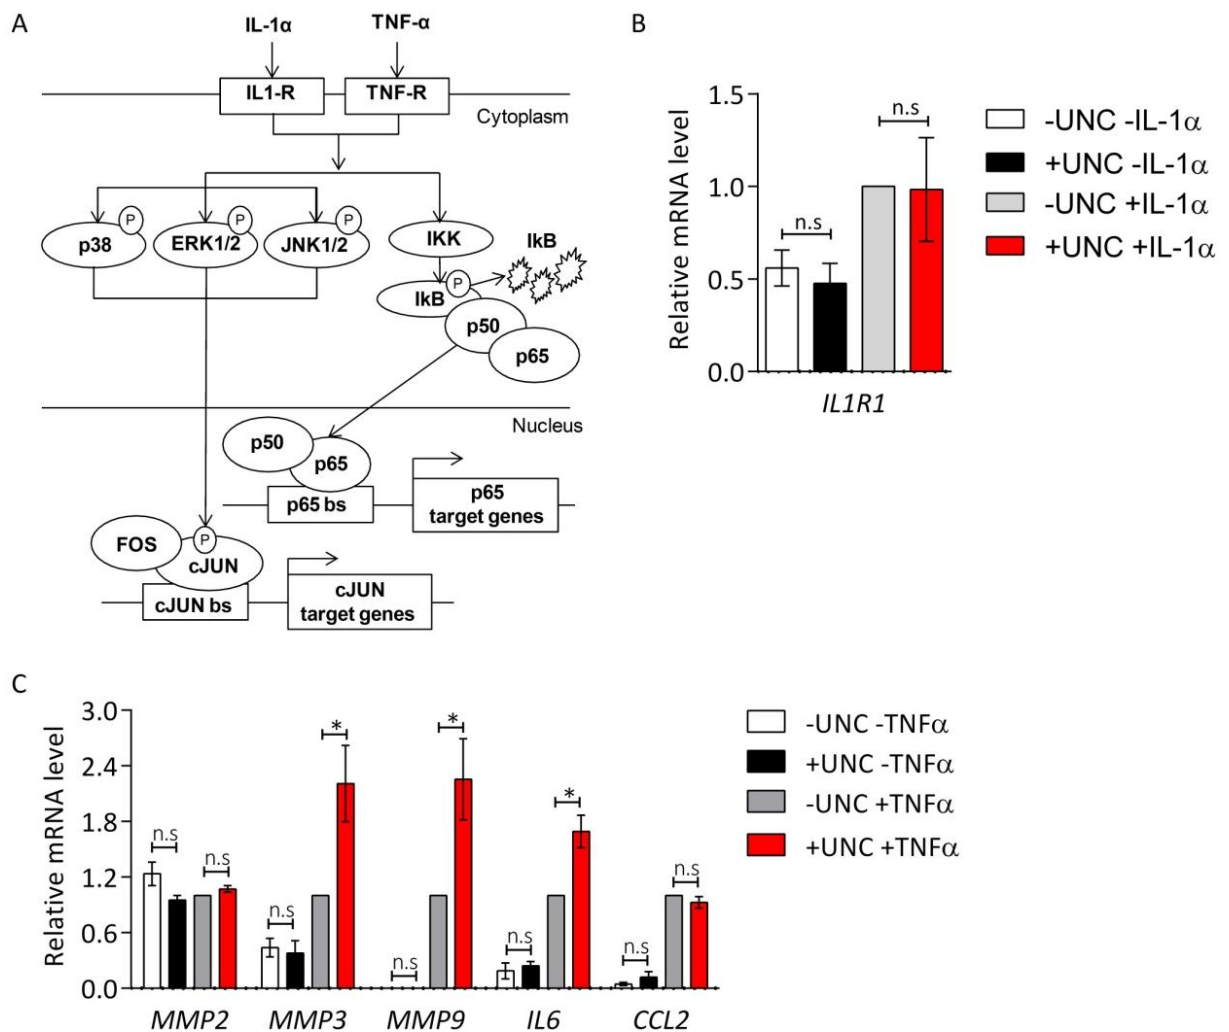 A
IL-1α
TNF-α
IL1-R
TNF-R
Cytoplasm
P
P
P
p38
ERK1/2
JNK1/2
IKK
IkB
IkB
P
p50
p65
Nucleus
p50
p65
p65 bs
p65
target genes
FOS
P
cJUN
cJUN bs
cJUN
target genes
B
Relative mRNA level
1.5
1.0
0.5
0.0
n.s
n.s
IL1R1
-UNC -IL-1α
+UNC -IL-1α
-UNC +IL-1α
+UNC +IL-1α
C
Relative mRNA level
3.0
2.4
1.8
1.2
0.6
0.0
n.s
n.s
n.s
*
n.s
*
n.s
*
n.s
n.s
MMP2
MMP3
MMP9
IL6
CCL2
-UNC -TNFα
+UNC -TNFα
-UNC +TNFα
+UNC +TNFα